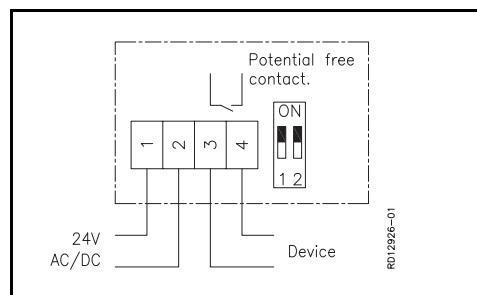 Potential free
contact.
ON
1 2 3 4
1 2
24V
AC/DC
Device
RD12926-01